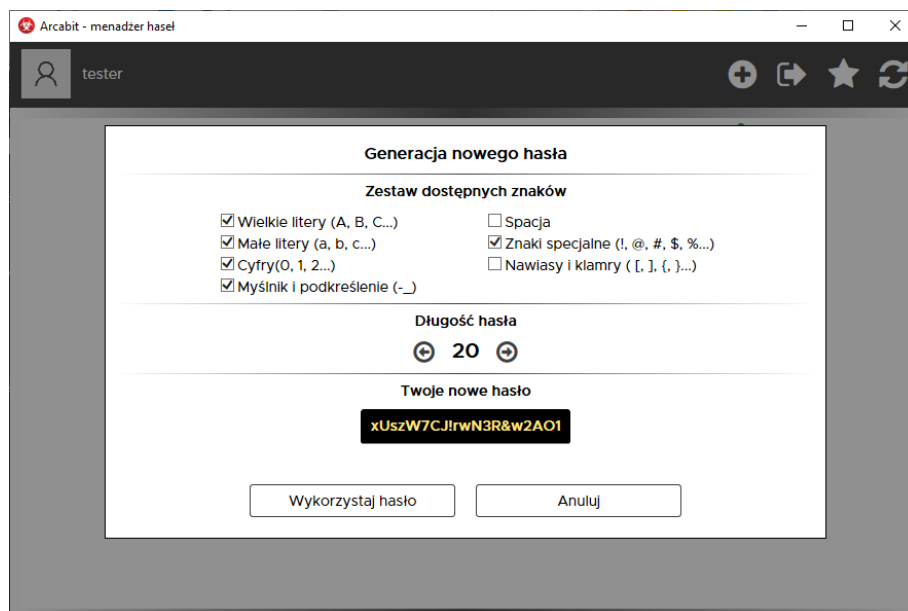 Arcabit - menadżer haseł
tester
Generacja nowego hasła
Zestaw dostępnych znaków
Wielkie litery (A, B, C...)
Małe litery (a, b, c...)
Cyfry(0, 1, 2...)
Myślnik i podkreślenie (-_)
Spacja
Znaki specjalne (!, @, #, $, %...)
Nawiasy i klamry ( [, ], {, }...)
Długość hasła
20
Twoje nowe hasło
xUszW7CJ!rwN3R&w2AO1
Wykorzystaj hasło
Anuluj